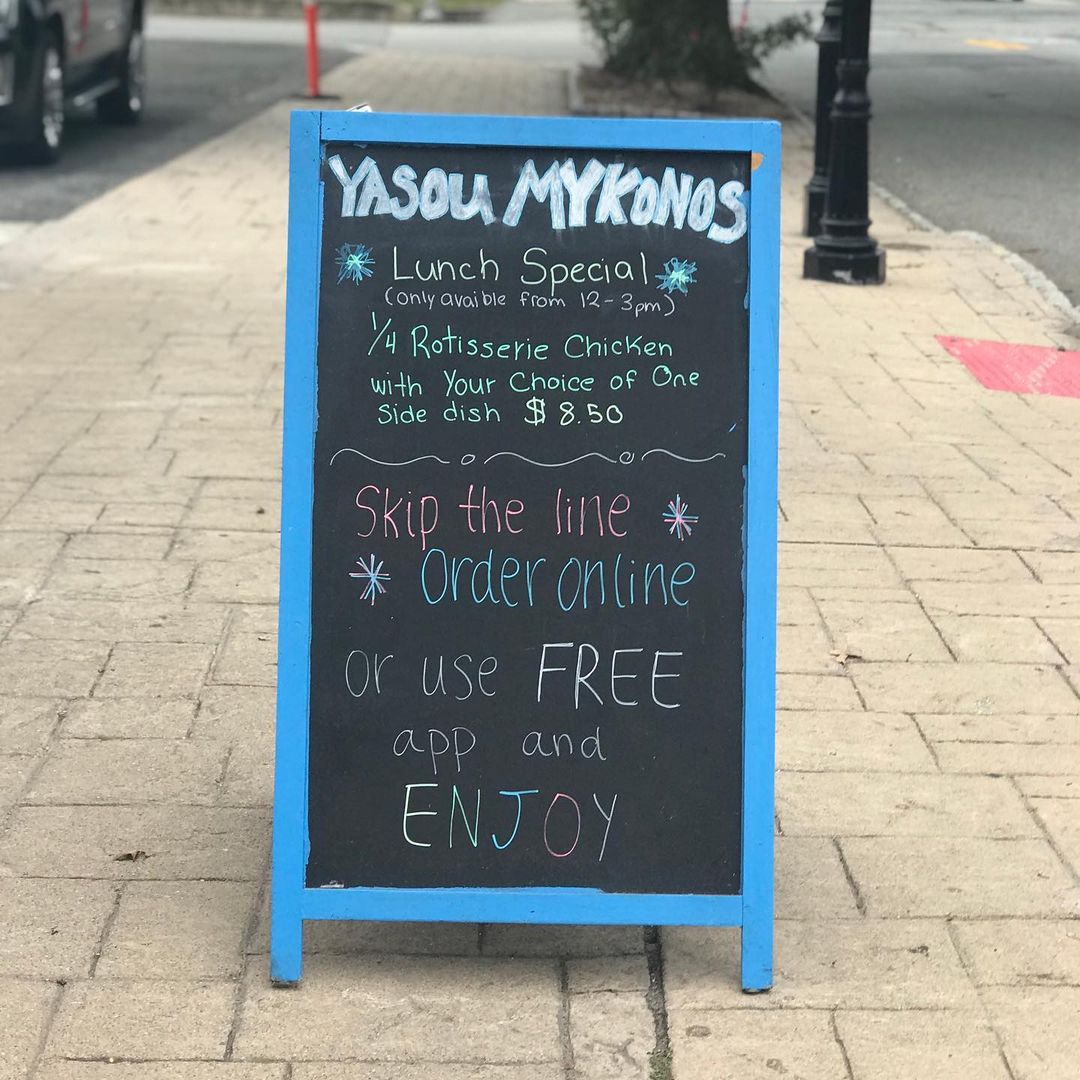 YASOU MYKONOS
Lunch Special
(only avaible from 12-3pm)
1/4 Rotisserie Chicken
with Your Choice of One
Side dish $8.50
Skip the line
Order online
or use FREE
app and
ENJOY